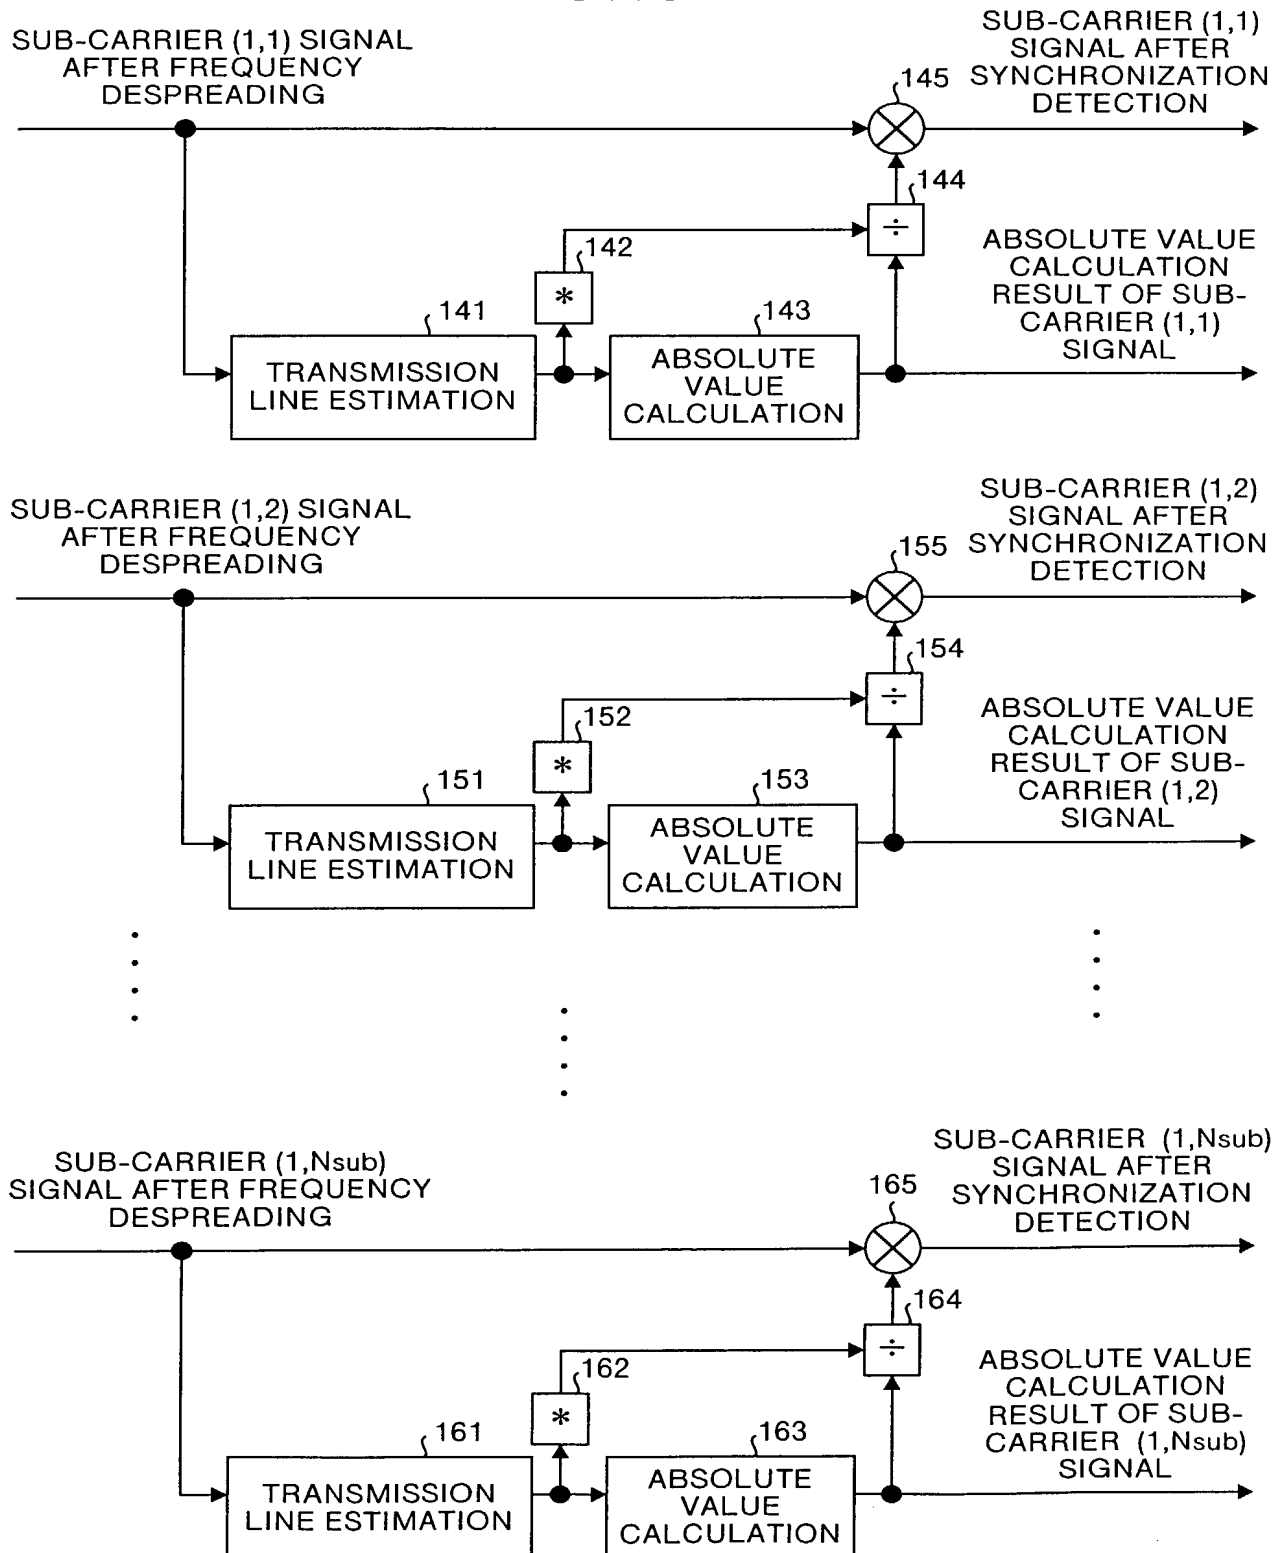 SUB-CARRIER (1,1) SIGNAL
AFTER FREQUENCY
DESPREADING
SUB-CARRIER (1,1)
SIGNAL AFTER
SYNCHRONIZATION
DETECTION
145
144
÷
142
*
ABSOLUTE VALUE
CALCULATION
RESULT OF SUB-
CARRIER (1,1)
SIGNAL
141
TRANSMISSION
LINE ESTIMATION
143
ABSOLUTE
VALUE
CALCULATION
SUB-CARRIER (1,2) SIGNAL
AFTER FREQUENCY
DESPREADING
SUB-CARRIER (1,2)
SIGNAL AFTER
SYNCHRONIZATION
DETECTION
155
154
÷
152
*
ABSOLUTE VALUE
CALCULATION
RESULT OF SUB-
CARRIER (1,2)
SIGNAL
151
TRANSMISSION
LINE ESTIMATION
153
ABSOLUTE
VALUE
CALCULATION
SUB-CARRIER (1,Nsub)
SIGNAL AFTER FREQUENCY
DESPREADING
SUB-CARRIER (1,Nsub)
SIGNAL AFTER
SYNCHRONIZATION
DETECTION
165
164
÷
162
*
ABSOLUTE VALUE
CALCULATION
RESULT OF SUB-
CARRIER (1,Nsub)
SIGNAL
161
TRANSMISSION
LINE ESTIMATION
163
ABSOLUTE
VALUE
CALCULATION